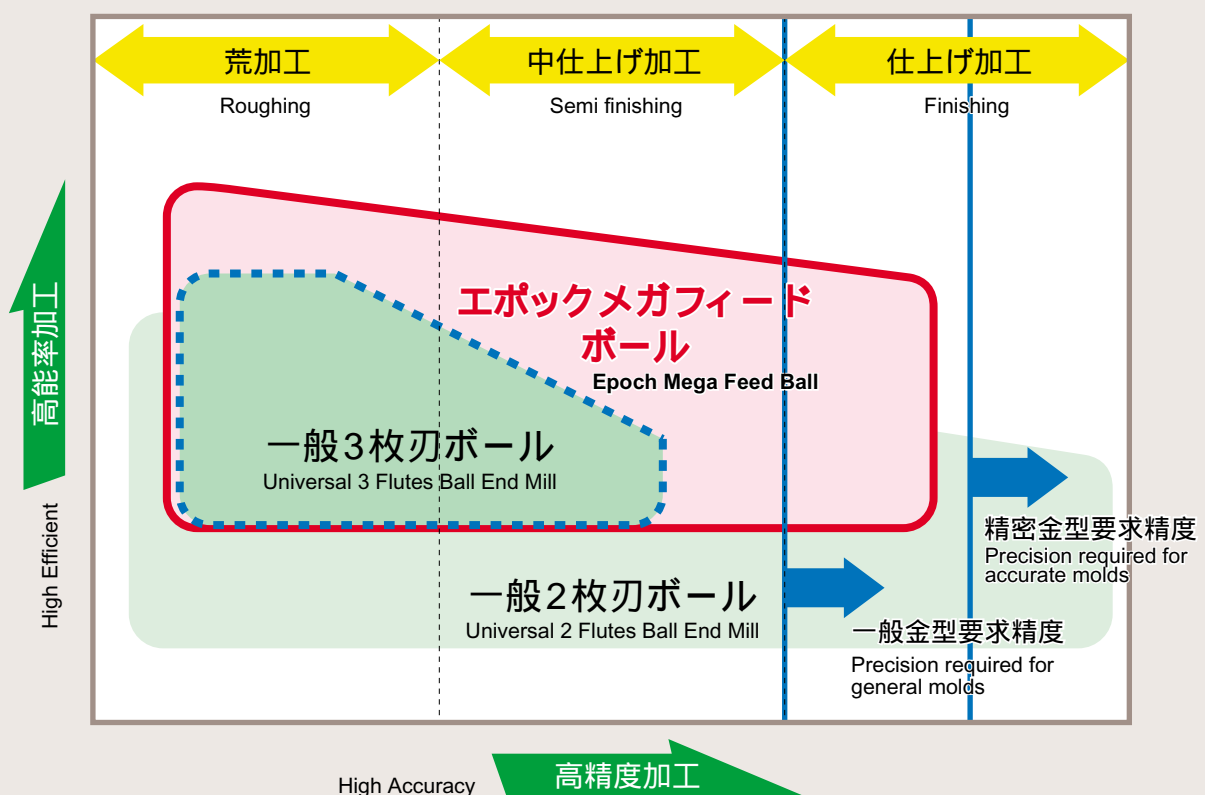 荒加工
Roughing
中仕上げ加工
Semi finishing
仕上げ加工
Finishing
高能率加工
High Efficient
エポックメガフィード
ボール
Epoch Mega Feed Ball
一般3枚刃ボール
Universal 3 Flutes Ball End Mill
精密金型要求精度
Precision required for
accurate molds
一般2枚刃ボール
Universal 2 Flutes Ball End Mill
一般金型要求精度
Precision required for
general molds
High Accuracy
高精度加工